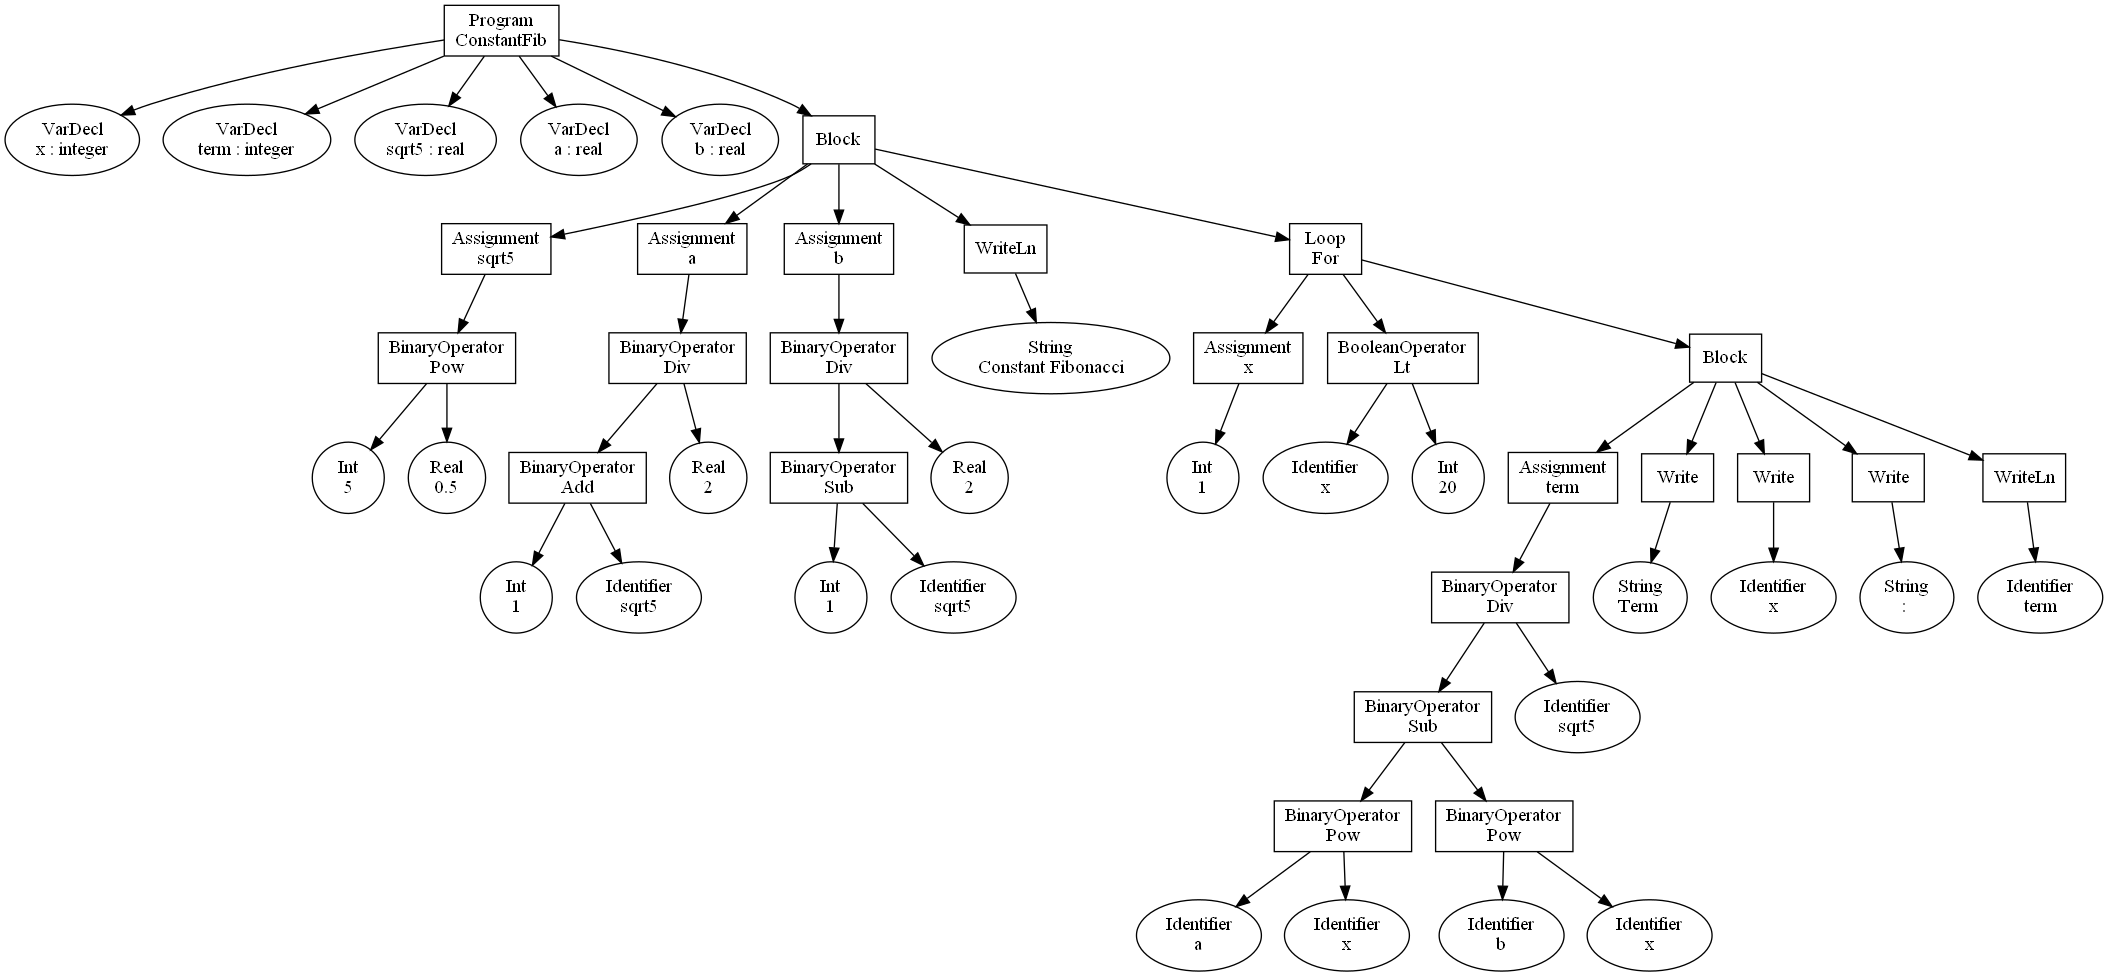 Program
ConstantFib
VarDecl
x : integer
VarDecl
term : integer
VarDecl
sqrt5 : real
VarDecl
a : real
VarDecl
b : real
Block
Assignment
sqrt5
Assignment
a
Assignment
b
WriteLn
Loop
For
BinaryOperator
Pow
BinaryOperator
Div
BinaryOperator
Div
String
Constant Fibonacci
Assignment
x
BooleanOperator
Lt
Block
Int
5
Real
0.5
BinaryOperator
Add
Real
2
BinaryOperator
Sub
Real
2
Int
1
Identifier
x
Int
20
Assignment
term
Write
Write
Write
WriteLn
Int
1
Identifier
sqrt5
Int
1
Identifier
sqrt5
BinaryOperator
Div
String
Term
Identifier
x
String
:
Identifier
term
BinaryOperator
Sub
Identifier
sqrt5
BinaryOperator
Pow
BinaryOperator
Pow
Identifier
a
Identifier
x
Identifier
b
Identifier
x